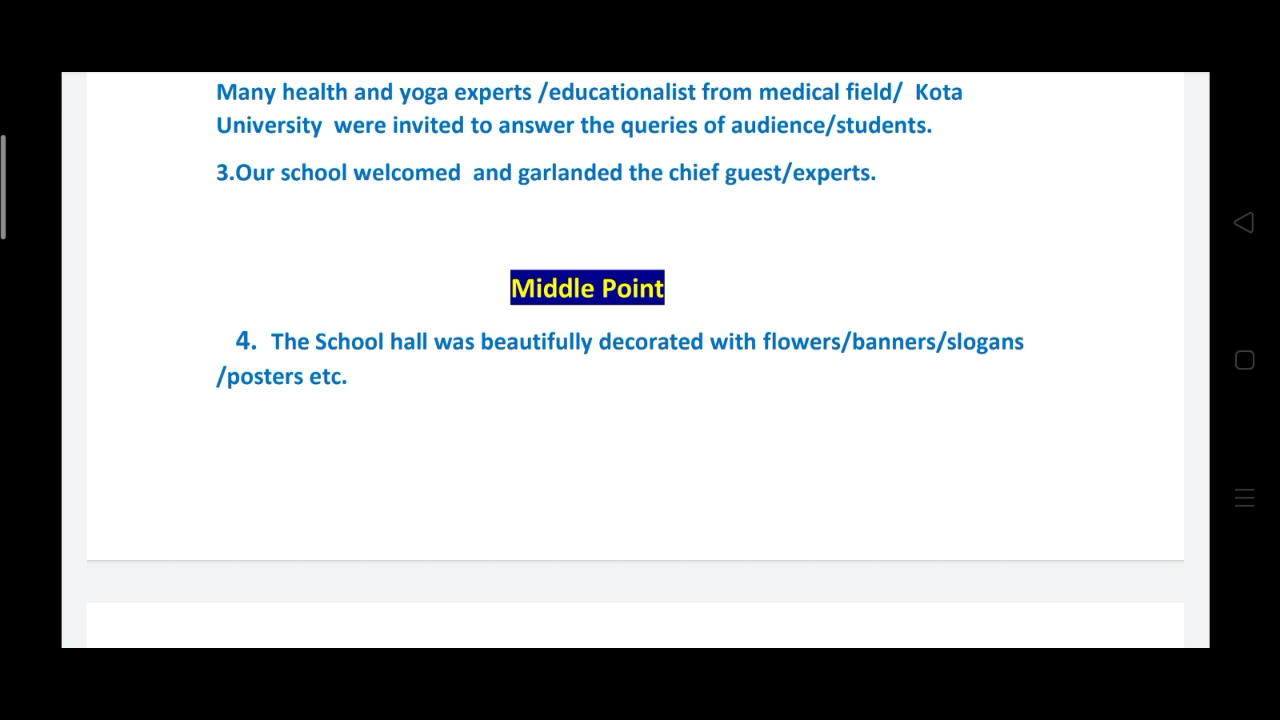 Many health and yoga experts /educationalist from medical field/  Kota
University  were invited to answer the queries of audience/students.
3.Our school welcomed  and garlanded the chief guest/experts.
Middle Point
4.  The School hall was beautifully decorated with flowers/banners/slogans
/posters etc.